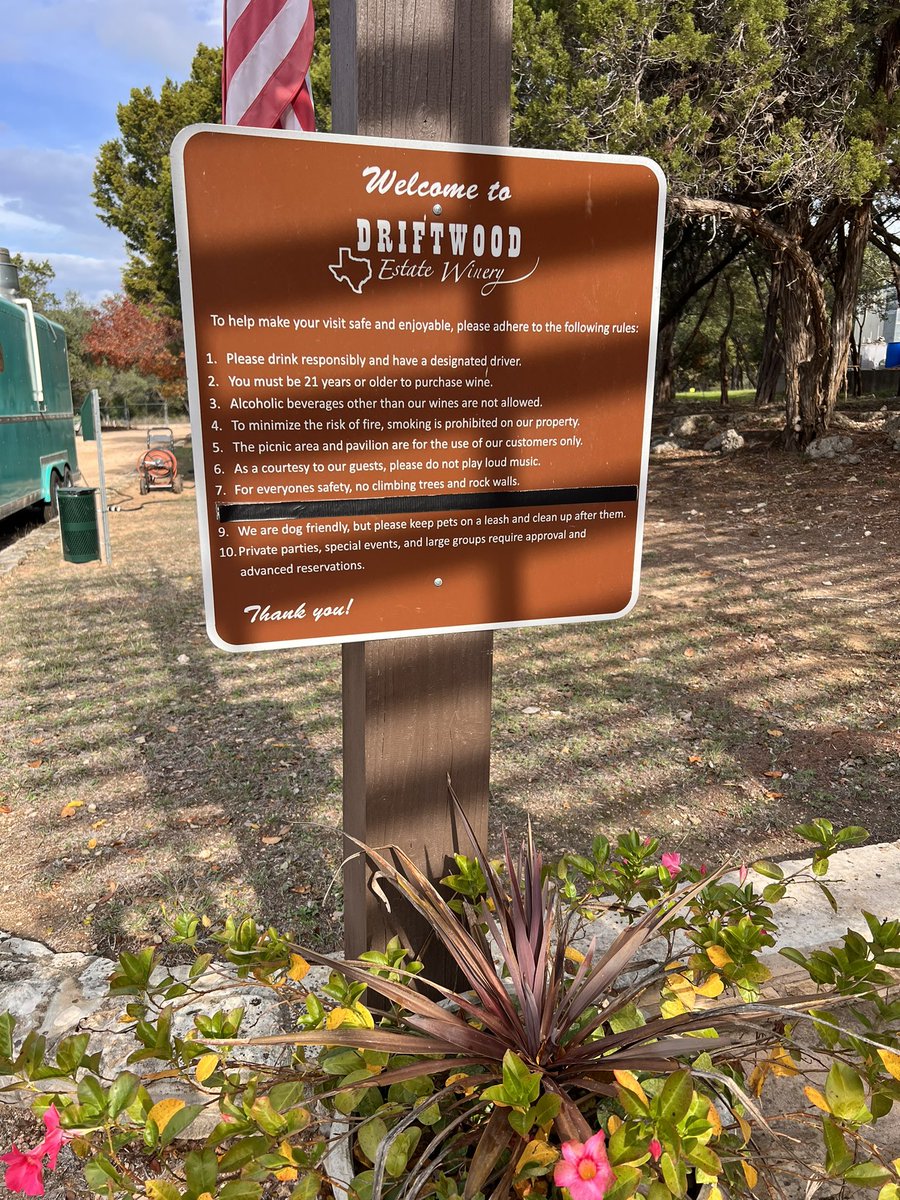 Welcome to
DRIFTWOOD
Estate Winery
To help make your visit safe and enjoyable, please adhere to the following rules:
1. Please drink responsibly and have a designated driver.
2. You must be 21 years or older to purchase wine.
3. Alcoholic beverages other than our wines are not allowed.
4. To minimize the risk of fire, smoking is prohibited on our property.
5. The picnic area and pavilion are for the use of our customers only.
6. As a courtesy to our guests, please do not play loud music.
7. For everyones safety, no climbing trees and rock walls.
9. We are dog friendly, but please keep pets on a leash and clean up after them.
10. Private parties, special events, and large groups require approval and
advanced reservations.
Thank you!